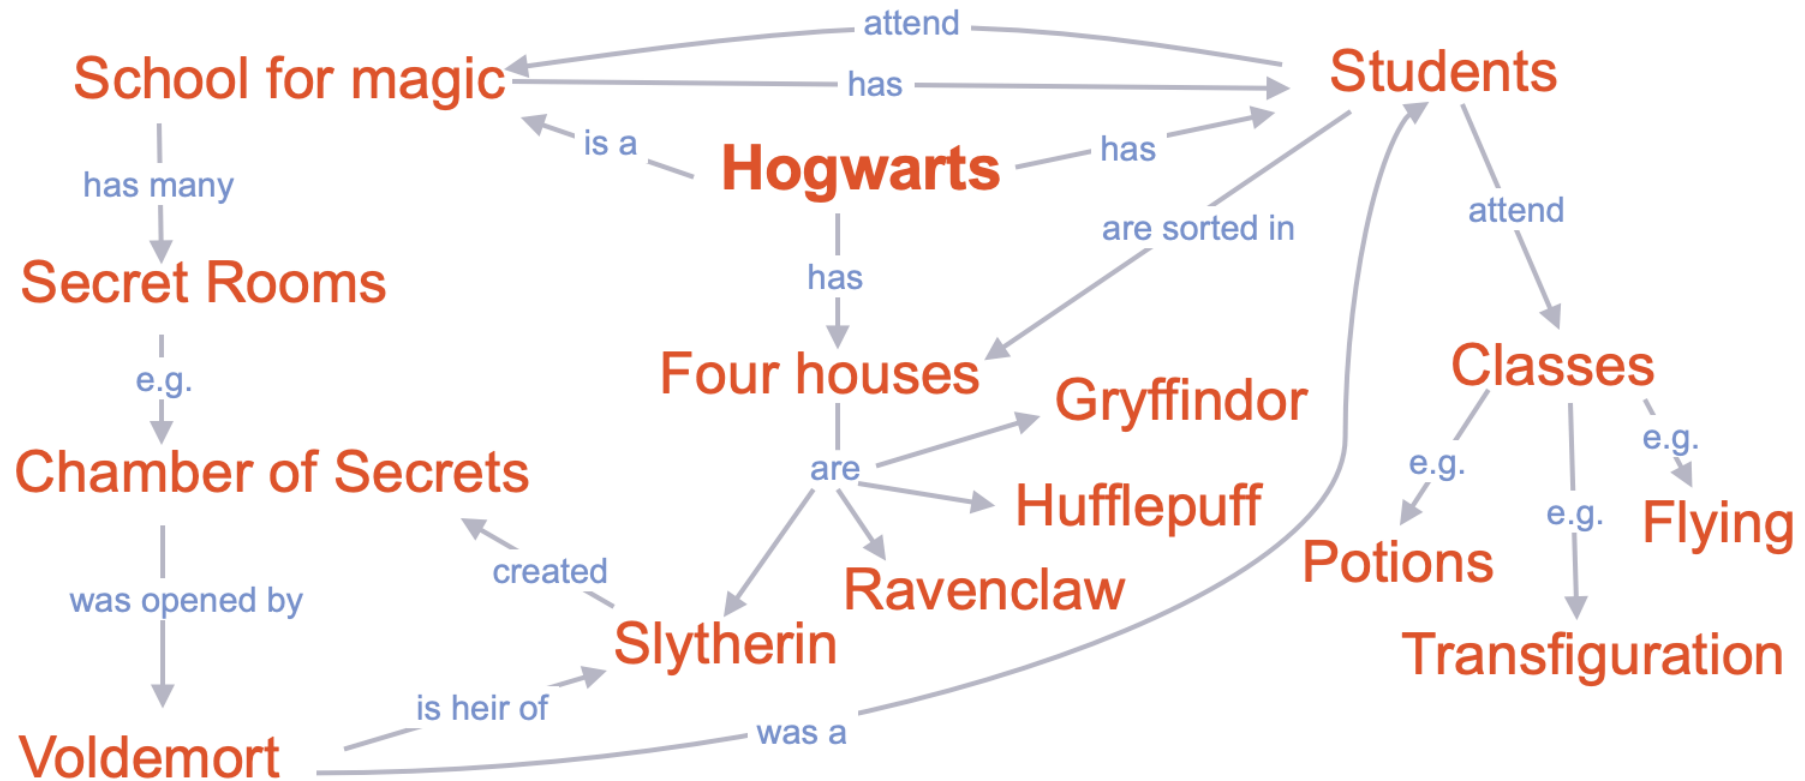 attend
School for magic
has
Students
is a
Hogwarts
has
has many
attend
are sorted in
Secret Rooms
has
e.g.
Four houses
Classes
Gryffindor
e.g.
e.g.
Chamber of Secrets
are
Hufflepuff
e.g.
Flying
created
Ravenclaw
Potions
was opened by
Slytherin
Transfiguration
is heir of
was a
Voldemort